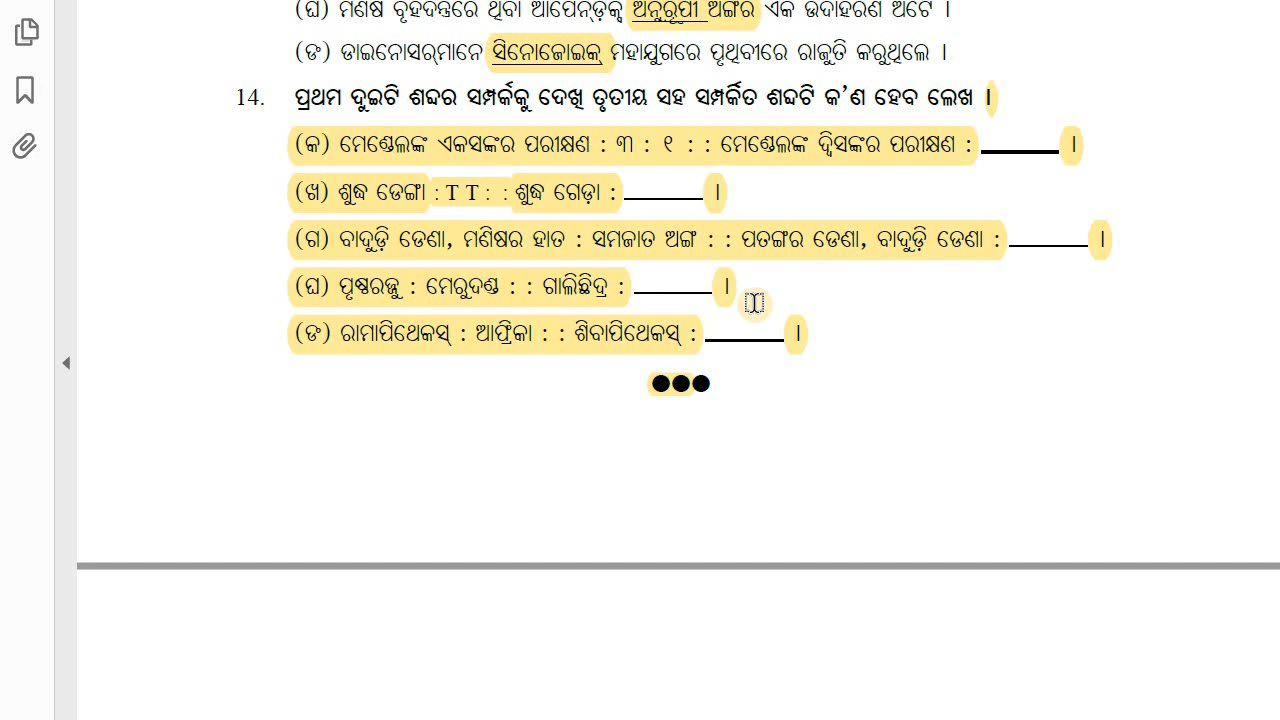 (ଘ) ମଣିଷ ବୃହଦନ୍ତ୍ରରେ ଥିବା ଆପେନ୍‌ଡ଼ିକ୍ସ ଅନୁରୂପୀ ଅଙ୍ଗର ଏକ ଉଦାହରଣ ଅଟେ ।
(ଙ) ଡାଇନୋସର୍‌ମାନେ ସିନୋଜୋଇକ୍ ମହାଯୁଗରେ ପୃଥିବୀରେ ରାଜୁତି କରୁଥିଲେ ।
14. ପ୍ରଥମ ଦୁଇଟି ଶବ୍ଦର ସମ୍ପର୍କକୁ ଦେଖି ତୃତୀୟ ସହ ସମ୍ପର୍କିତ ଶବ୍ଦଟି କ’ଣ ହେବ ଲେଖ ।
(କ) ମେଣ୍ଡେଲଙ୍କ ଏକସଙ୍କର ପରୀକ୍ଷଣ : ୩ : ୧ : : ମେଣ୍ଡେଲଙ୍କ ଦ୍ୱିସଙ୍କର ପରୀକ୍ଷଣ : ______ ।
(ଖ) ଶୁଦ୍ଧ ଡେଙ୍ଗା : T T : : ଶୁଦ୍ଧ ଗେଡ଼ା : ______ ।
(ଗ) ବାଦୁଡ଼ି ଡେଣା, ମଣିଷର ହାତ : ସମଜାତ ଅଙ୍ଗ : : ପତଙ୍ଗର ଡେଣା, ବାଦୁଡ଼ି ଡେଣା : ______ ।
(ଘ) ପୃଷ୍ଠରଜ୍ଜୁ : ମେରୁଦଣ୍ଡ : : ଗାଲିଛିଦ୍ର : ______ ।
(ଙ) ରାମାପିଥେକସ୍ : ଆଫ୍ରିକା : : ଶିବାପିଥେକସ୍ : ______ ।
●●●